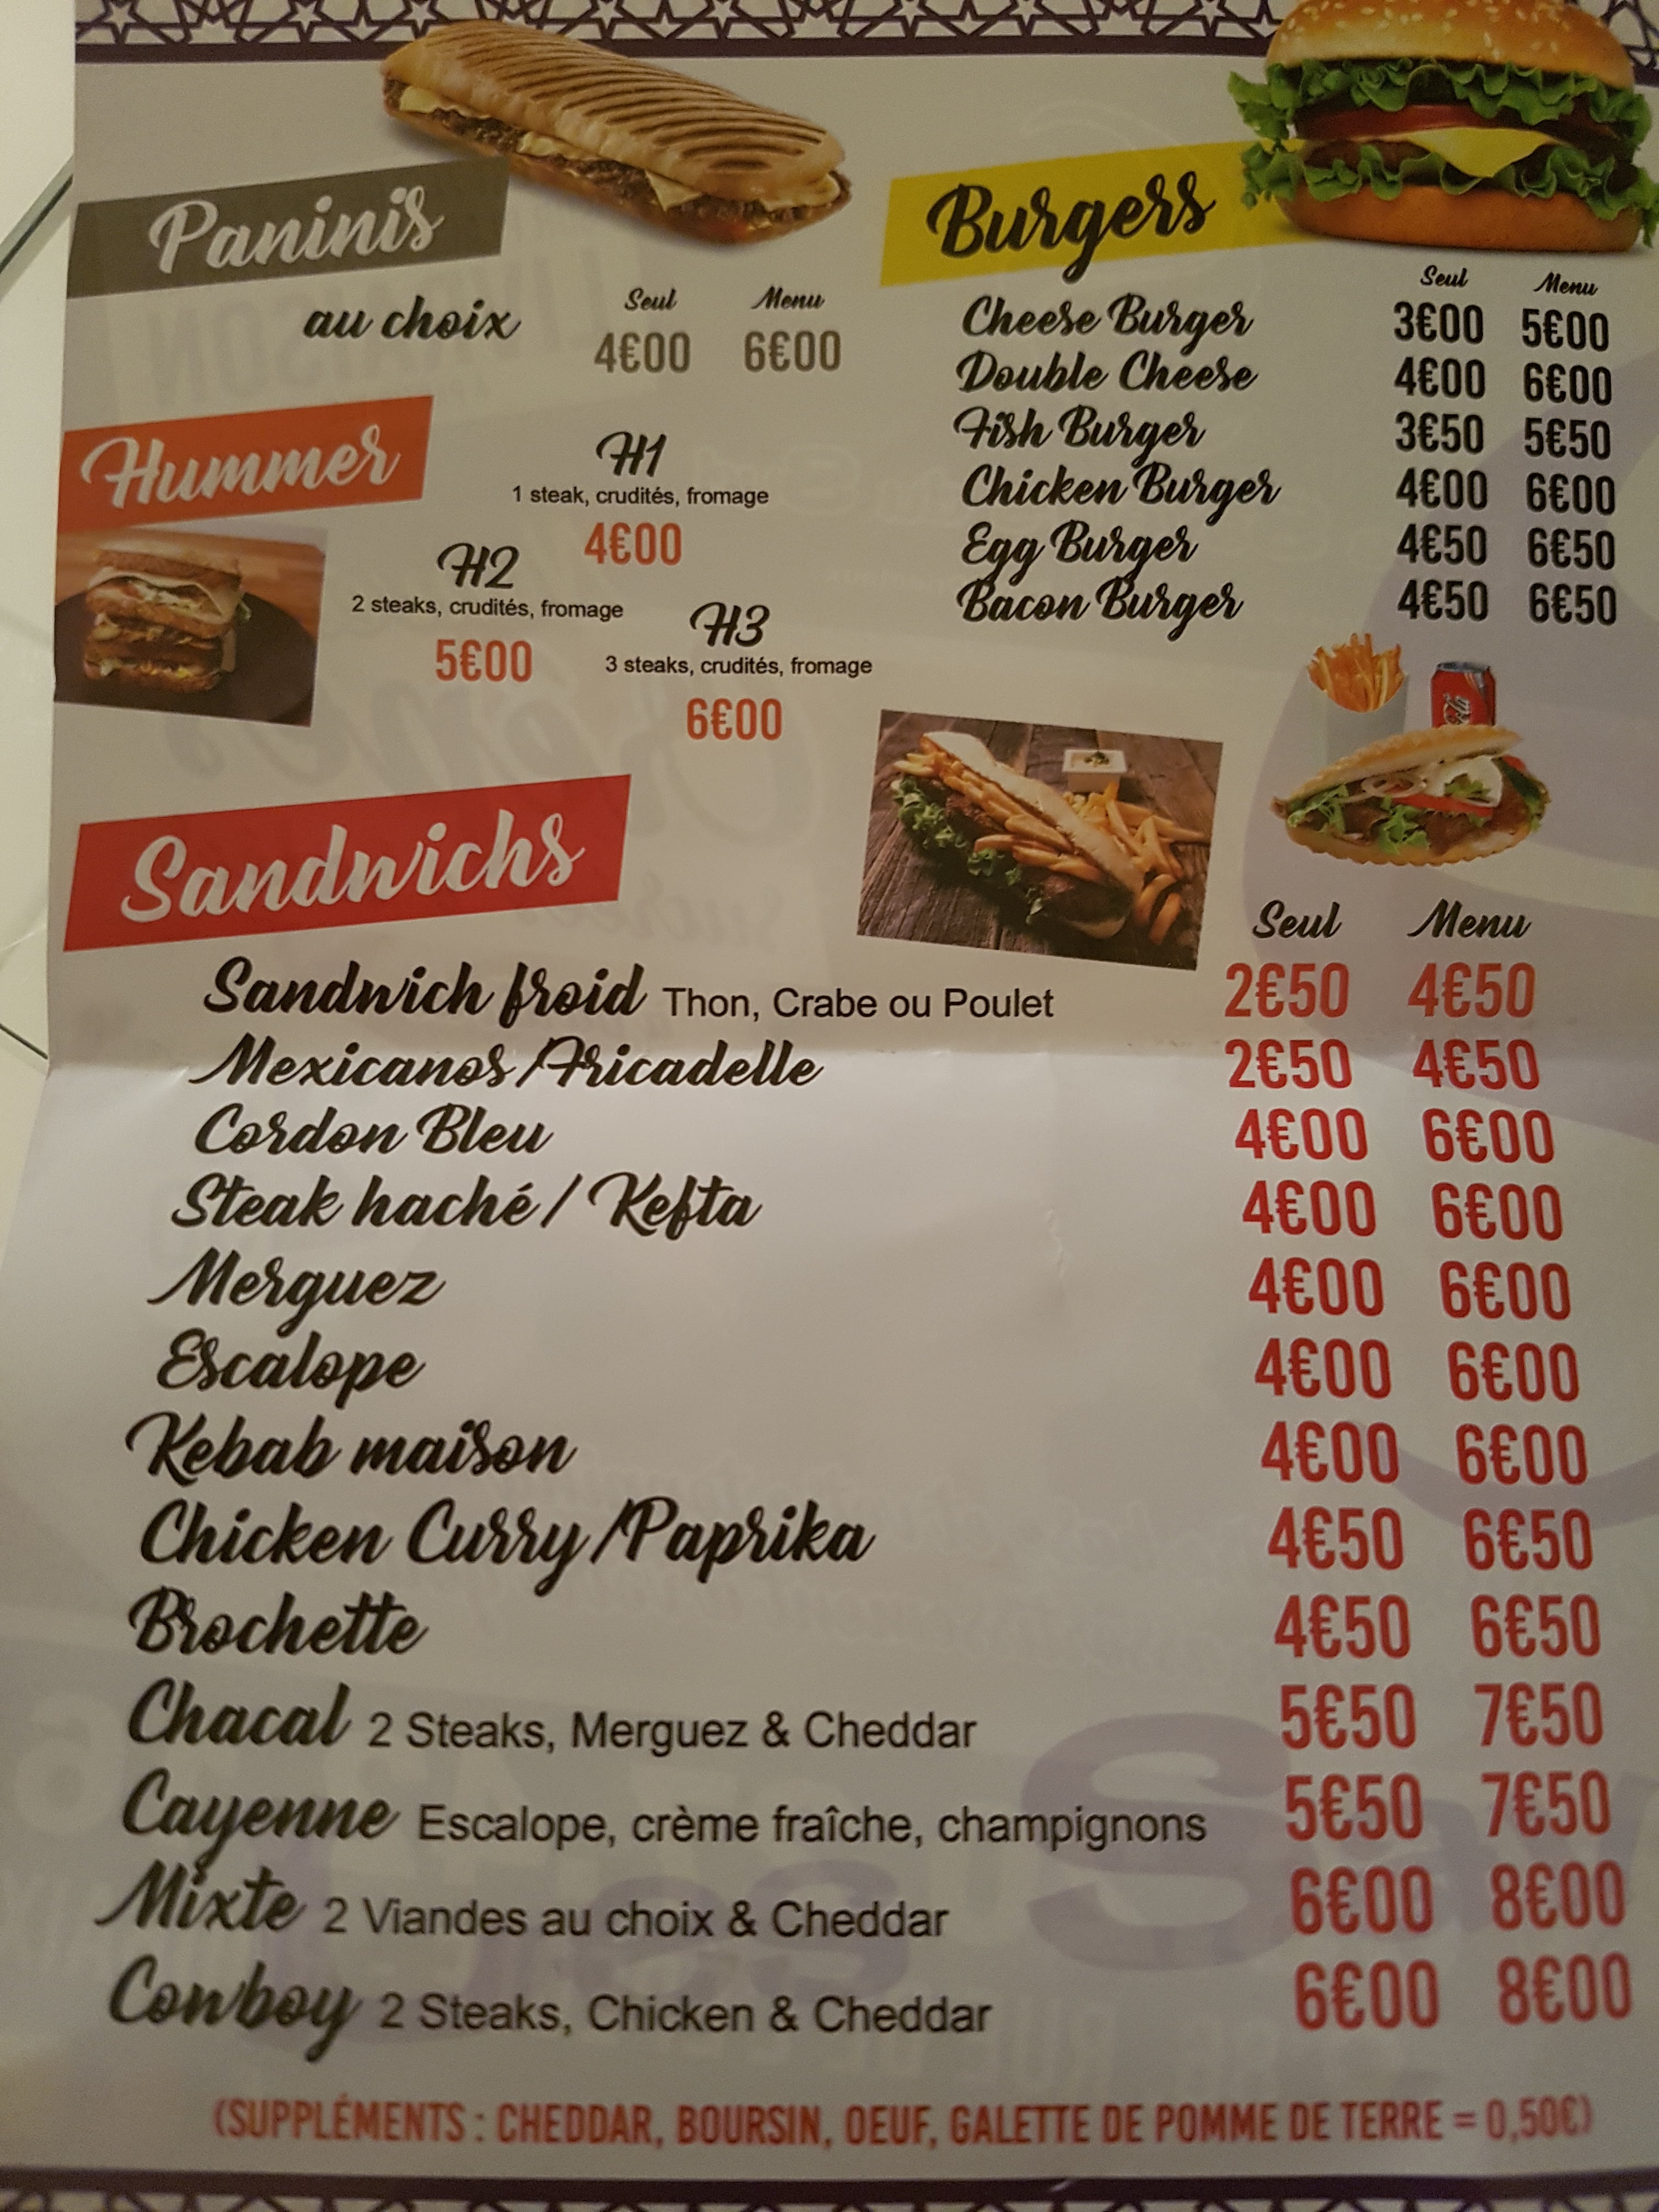 Paninis
au choix
Seul Menu
4€00 6€00
Hummer
H1
1 steak, crudités, fromage
4€00
H2
2 steaks, crudités, fromage
5€00
H3
3 steaks, crudités, fromage
6€00
Burgers
Seul Menu
Cheese Burger 3€00 5€00
Double Cheese 4€00 6€00
Fish Burger 3€50 5€50
Chicken Burger 4€00 6€00
Egg Burger 4€50 6€50
Bacon Burger 4€50 6€50
Sandwichs
Seul Menu
Sandwich froid Thon, Crabe ou Poulet 2€50 4€50
Mexicanos/Fricadelle 2€50 4€50
Cordon Bleu 4€00 6€00
Steak haché / Kefta 4€00 6€00
Merguez 4€00 6€00
Escalope 4€00 6€00
Kebab maison 4€00 6€00
Chicken Curry/Paprika 4€50 6€50
Brochette 4€50 6€50
Chacal 2 Steaks, Merguez & Cheddar 5€50 7€50
Cayenne Escalope, crème fraîche, champignons 5€50 7€50
Mixte 2 Viandes au choix & Cheddar 6€00 8€00
Cowboy 2 Steaks, Chicken & Cheddar 6€00 8€00
(SUPPLÉMENTS : CHEDDAR, BOURSIN, OEUF, GALETTE DE POMME DE TERRE = 0,50€)